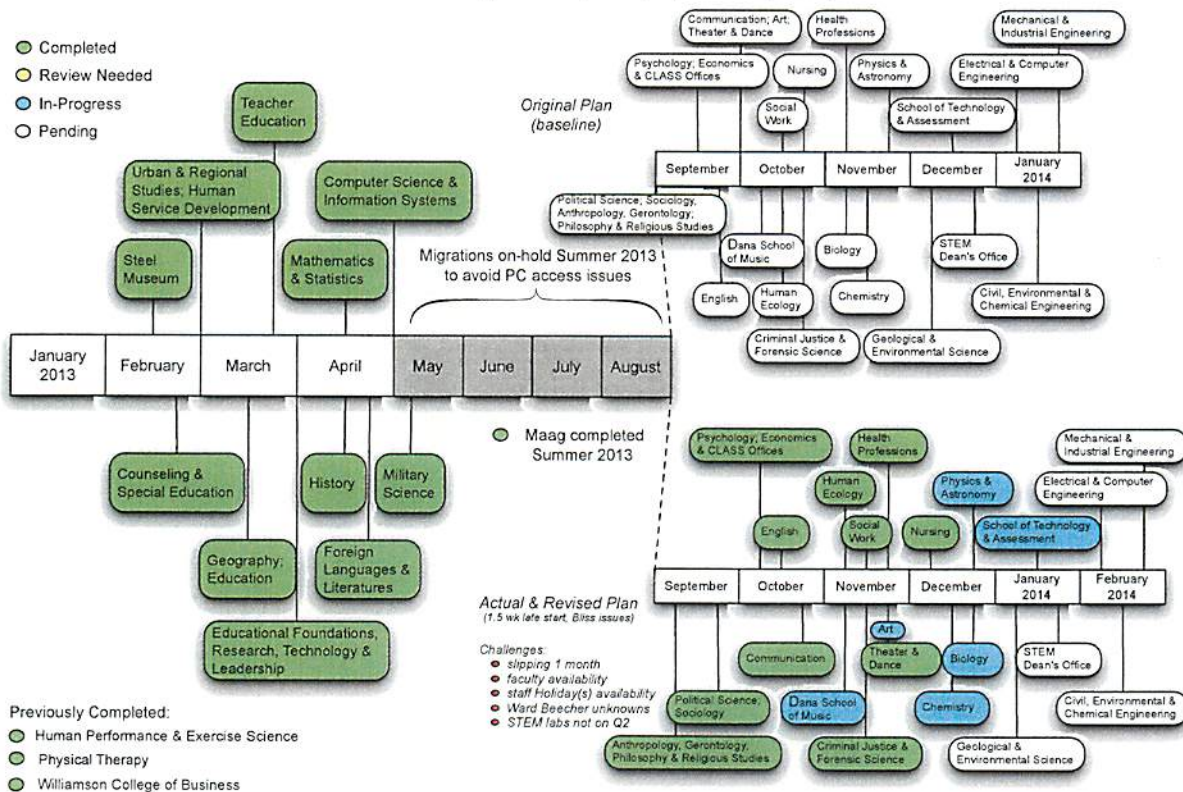 Completed
Review Needed
In-Progress
Pending
Teacher
Education
Urban & Regional
Studies; Human
Service Development
Computer Science &
Information Systems
Steel
Museum
Mathematics
& Statistics
Migrations on-hold Summer 2013
to avoid PC access issues
January
2013
February
March
April
May
June
July
August
Counseling &
Special Education
History
Military
Science
Geography;
Education
Foreign
Languages &
Literatures
Educational Foundations,
Research, Technology &
Leadership
Maag completed
Summer 2013
Previously Completed:
Human Performance & Exercise Science
Physical Therapy
Williamson College of Business
Original Plan
(baseline)
Communication; Art;
Theater & Dance
Health
Professions
Mechanical &
Industrial Engineering
Psychology; Economics
& CLASS Offices
Nursing
Physics &
Astronomy
Electrical & Computer
Engineering
Social
Work
School of Technology
& Assessment
September
October
November
December
January
2014
Political Science; Sociology,
Anthropology, Gerontology;
Philosophy & Religious Studies
Dana School
of Music
Biology
STEM
Dean's Office
English
Human
Ecology
Chemistry
Civil, Environmental &
Chemical Engineering
Criminal Justice &
Forensic Science
Geological &
Environmental Science
Psychology; Economics
& CLASS Offices
Health
Professions
Mechanical &
Industrial Engineering
Human
Ecology
Physics &
Astronomy
Electrical & Computer
Engineering
English
Social
Work
Nursing
School of Technology
& Assessment
September
October
November
December
January
2014
February
2014
Actual & Revised Plan
(1.5 wk late start, Bliss issues)
Challenges:
slipping 1 month
faculty availability
staff Holiday(s) availability
Ward Beecher unknowns
STEM labs not on Q2
Art
Communication
Theater &
Dance
Biology
STEM
Dean's Office
Political Science;
Sociology
Dana School
of Music
Chemistry
Civil, Environmental &
Chemical Engineering
Anthropology, Gerontology,
Philosophy & Religious Studies
Criminal Justice &
Forensic Science
Geological &
Environmental Science